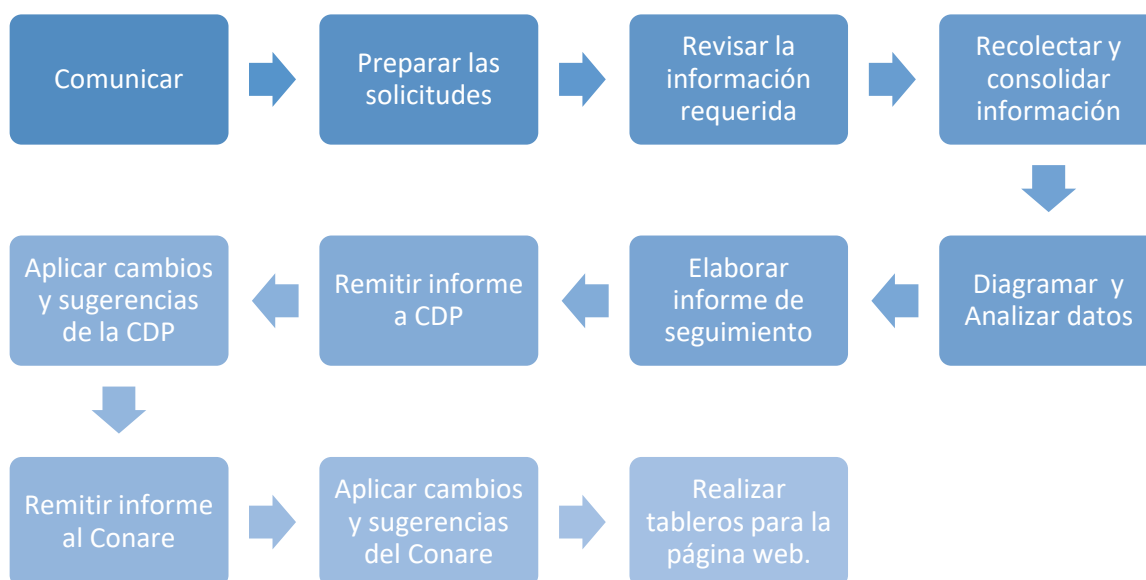 Comunicar
Preparar las
solicitudes
Revisar la
información
requerida
Recolectar y
consolidar
información
Diagramar y
Analizar datos
Elaborar
informe de
seguimiento
Remitir informe
a CDP
Aplicar cambios
y sugerencias
de la CDP
Remitir informe
al Conare
Aplicar cambios
y sugerencias
del Conare
Realizar
tableros para la
página web.